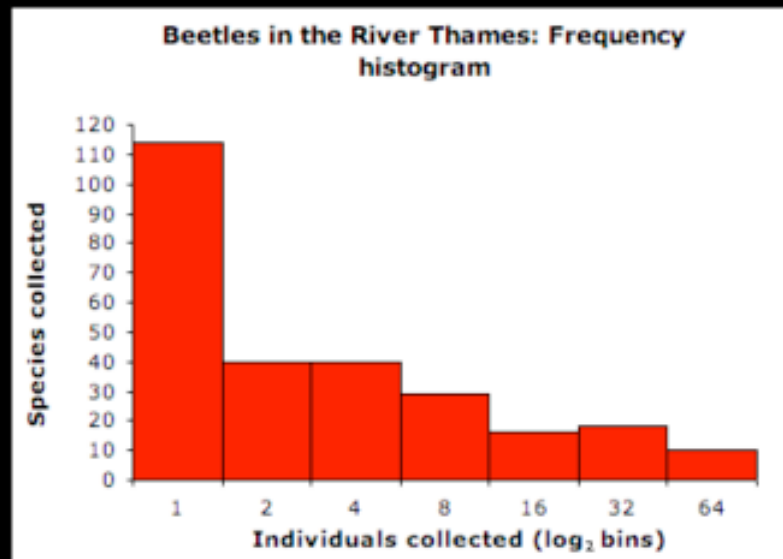 Beetles in the River Thames: Frequency
histogram
120
110
100
90
80
70
60
50
40
30
20
10
0
Species collected
1 2 4 8 16 32 64
Individuals collected (log₂ bins)